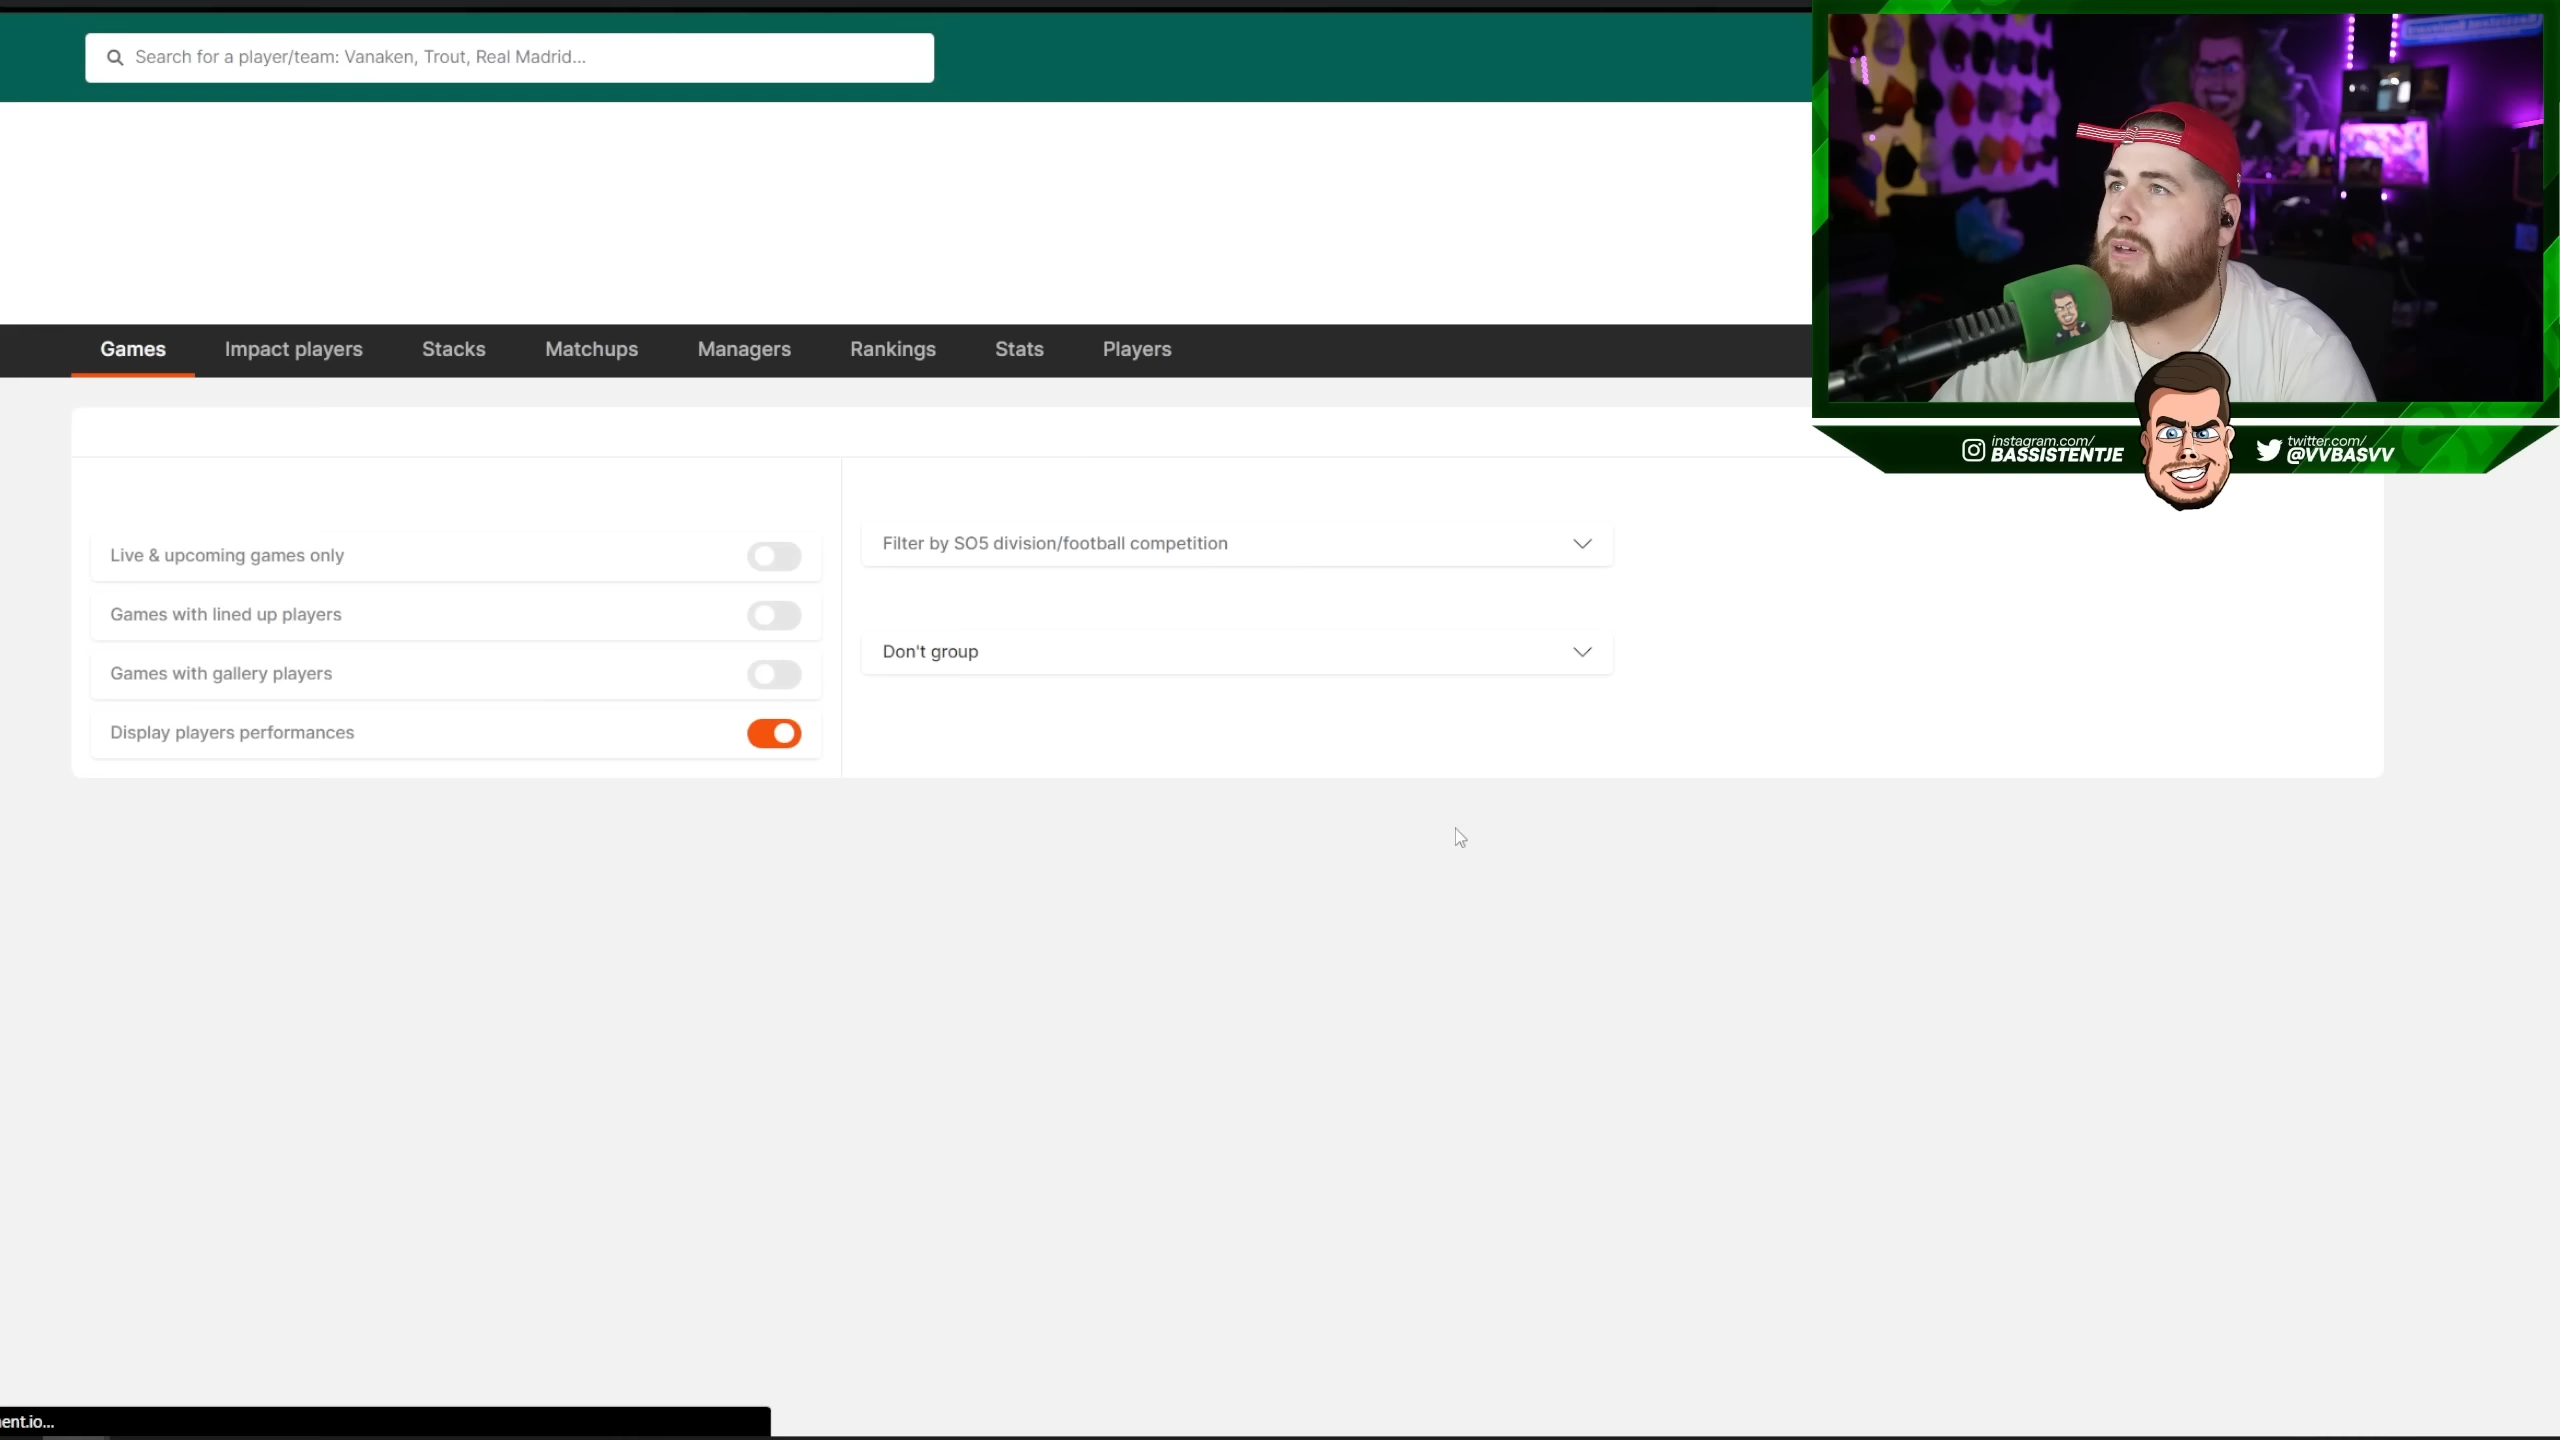 Search for a player/team: Vanaken, Trout, Real Madrid...
Games
Impact players
Stacks
Matchups
Managers
Rankings
Stats
Players
instagram.com/
BASSISTENTJE
twitter.com/
@VVBASVV
Live & upcoming games only
Games with lined up players
Games with gallery players
Display players performances
Filter by SO5 division/football competition
Don't group
ent.io...